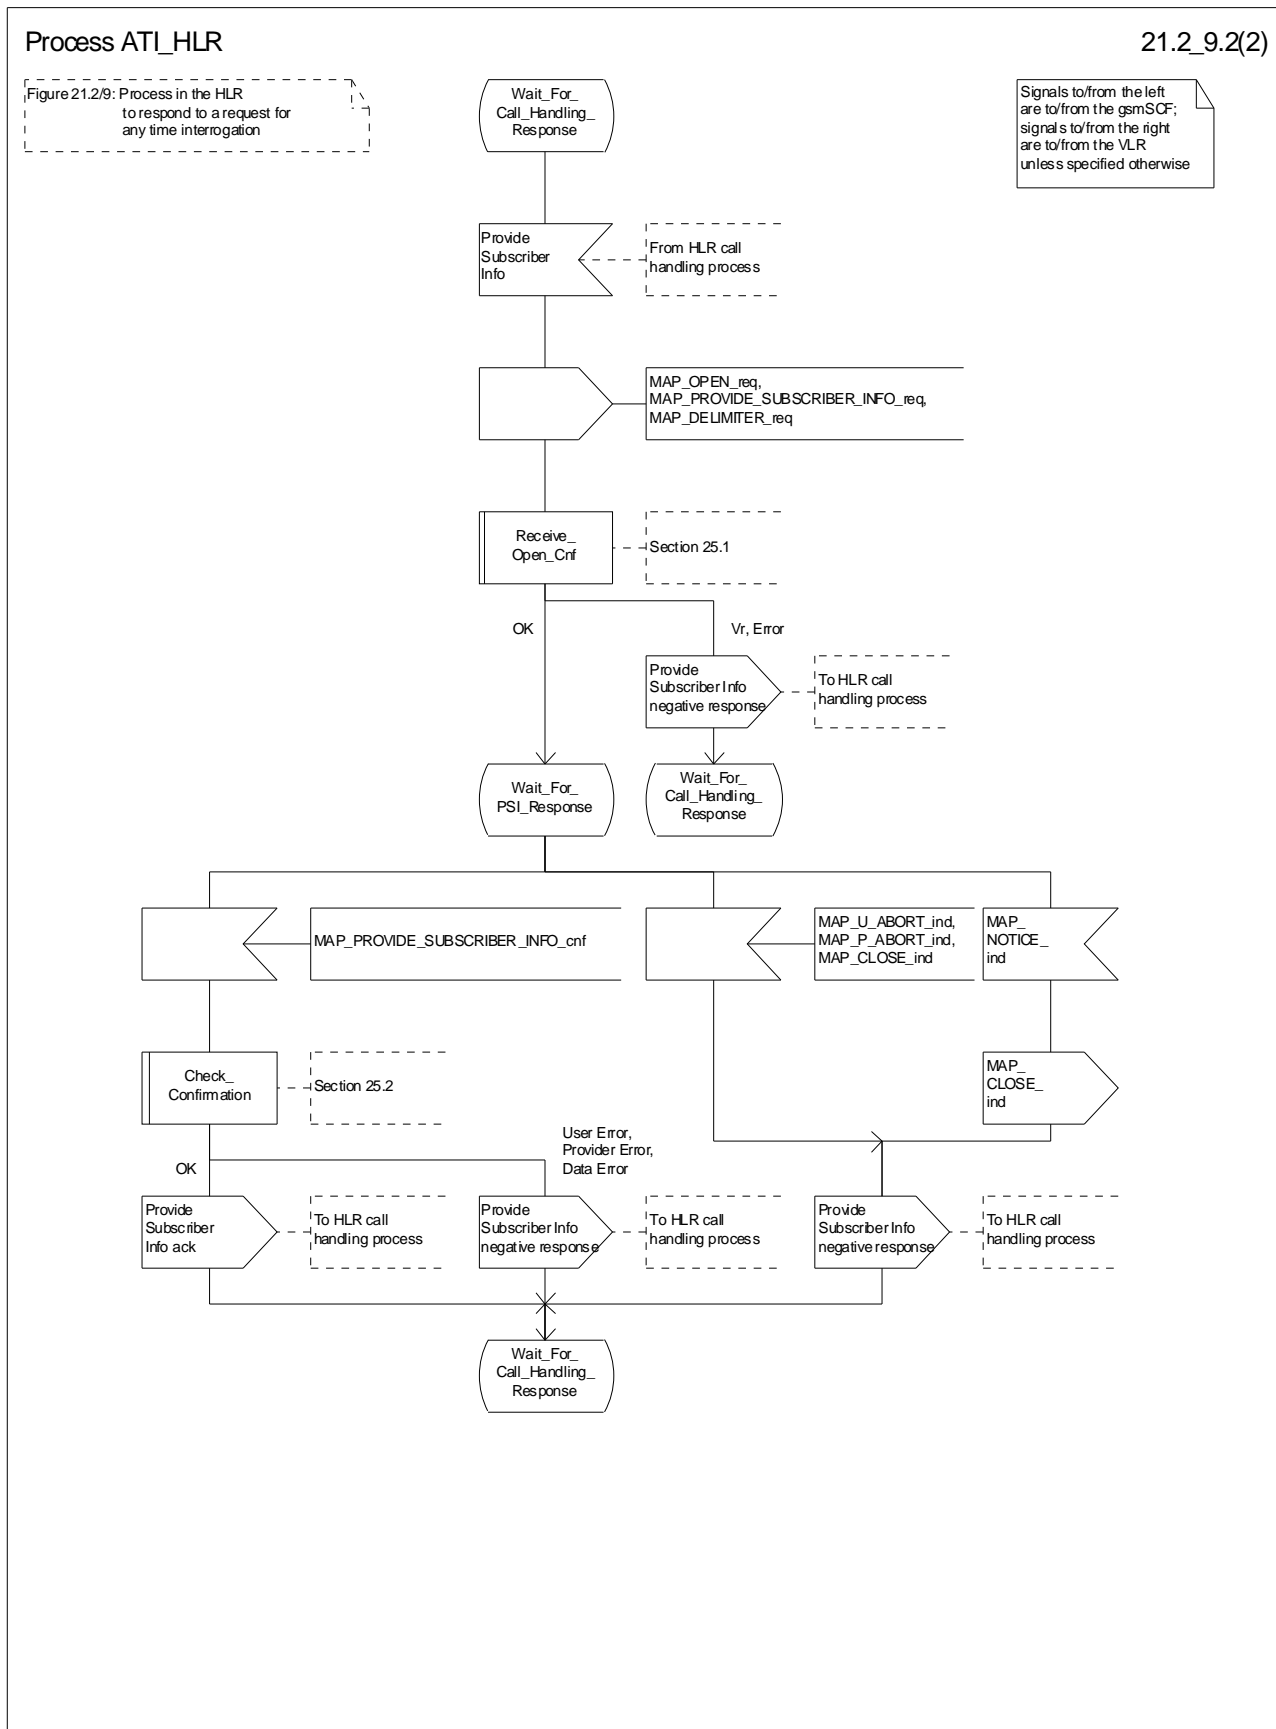 Process ATI_HLR
21.2_9.2(2)
Figure 21.2/9: Process in the HLR
to respond to a request for
any time interrogation
Wait_For_
Call_Handling_
Response
Signals to/from the left
are to/from the gsmSCF;
signals to/from the right
are to/from the VLR
unless specified otherwise
Provide
Subscriber
Info
From HLR call
handling process
MAP_OPEN_req,
MAP_PROVIDE_SUBSCRIBER_INFO_req,
MAP_DELIMITER_req
Receive_
Open_Cnf
Section 25.1
OK
Vr, Error
Provide
Subscriber Info
negative response
To HLR call
handling process
Wait_For_
PSI_Response
Wait_For_
Call_Handling_
Response
MAP_PROVIDE_SUBSCRIBER_INFO_cnf
MAP_U_ABORT_ind,
MAP_P_ABORT_ind,
MAP_CLOSE_ind
MAP_
NOTICE_
ind
Check_
Confirmation
Section 25.2
MAP_
CLOSE_
ind
OK
User Error,
Provider Error,
Data Error
Provide
Subscriber
Info ack
To HLR call
handling process
Provide
Subscriber Info
negative response
To HLR call
handling process
Provide
Subscriber Info
negative response
To HLR call
handling process
Wait_For_
Call_Handling_
Response